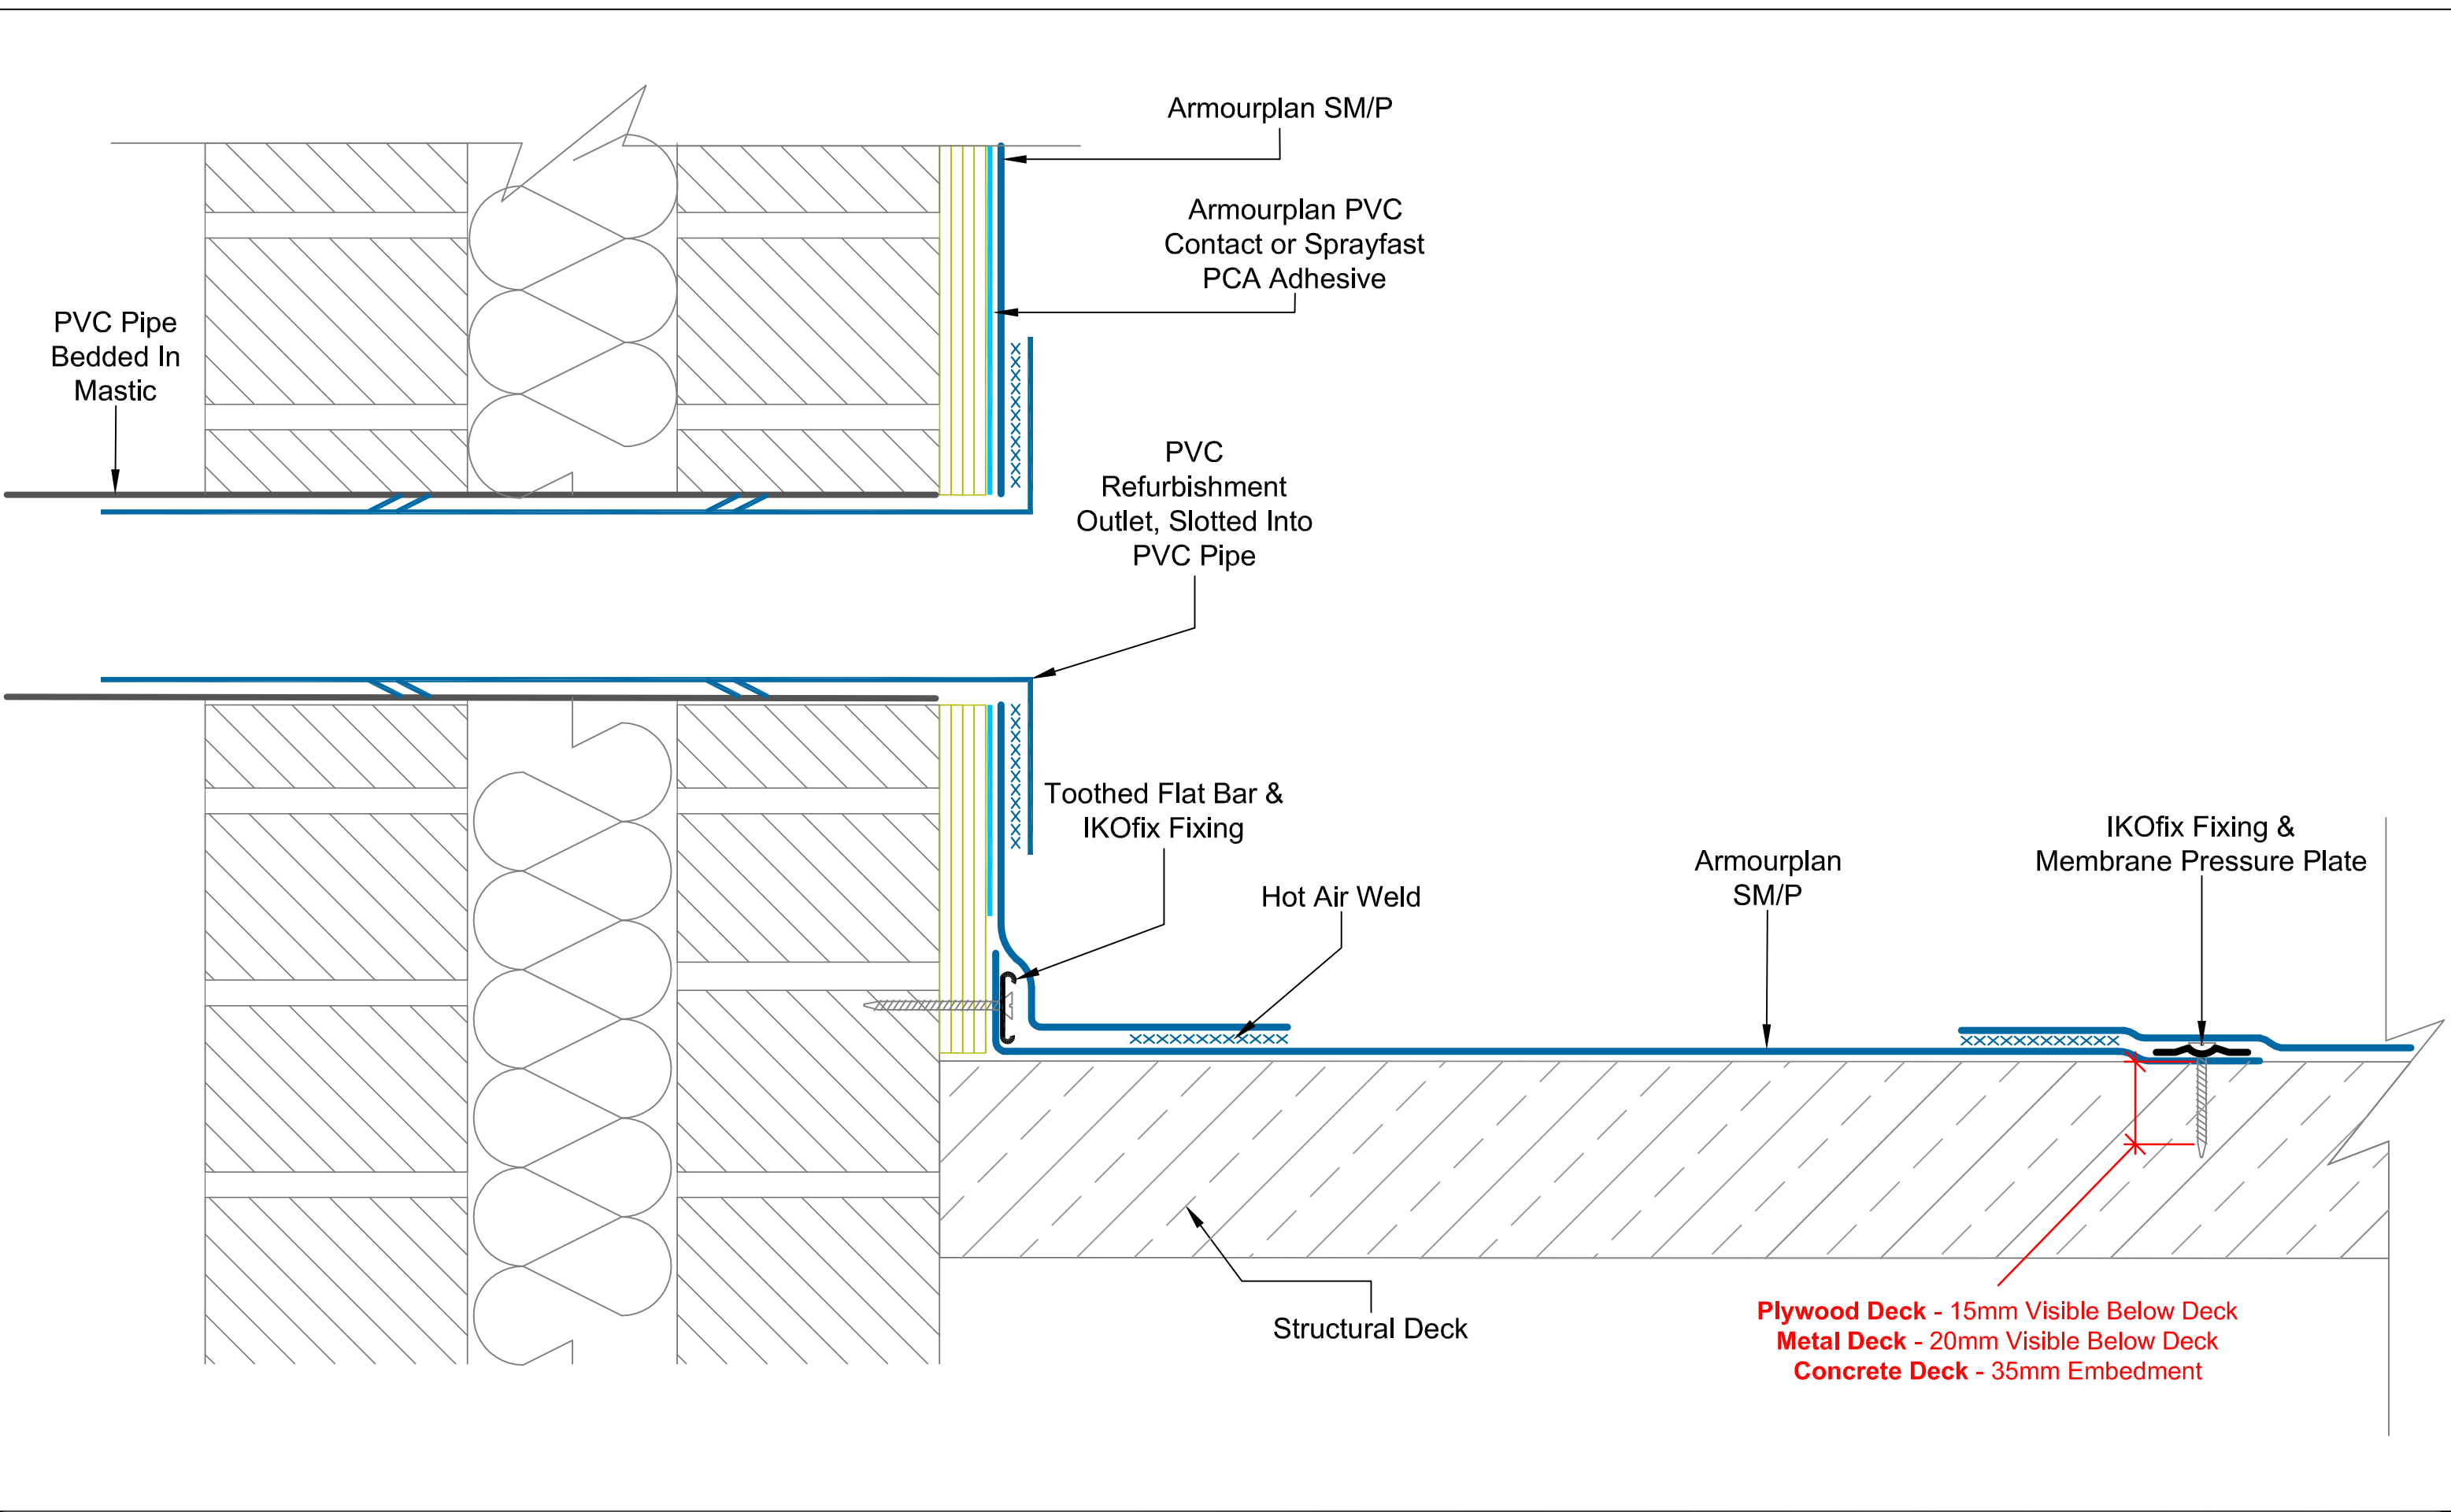 Armourplan SM/P
Armourplan PVC
Contact or Sprayfast
PCA Adhesive
PVC Pipe
Bedded In
Mastic
PVC
Refurbishment
Outlet, Slotted Into
PVC Pipe
Toothed Flat Bar &
IKOfix Fixing
Hot Air Weld
Armourplan
SM/P
IKOfix Fixing &
Membrane Pressure Plate
Structural Deck
Plywood Deck - 15mm Visible Below Deck
Metal Deck - 20mm Visible Below Deck
Concrete Deck - 35mm Embedment